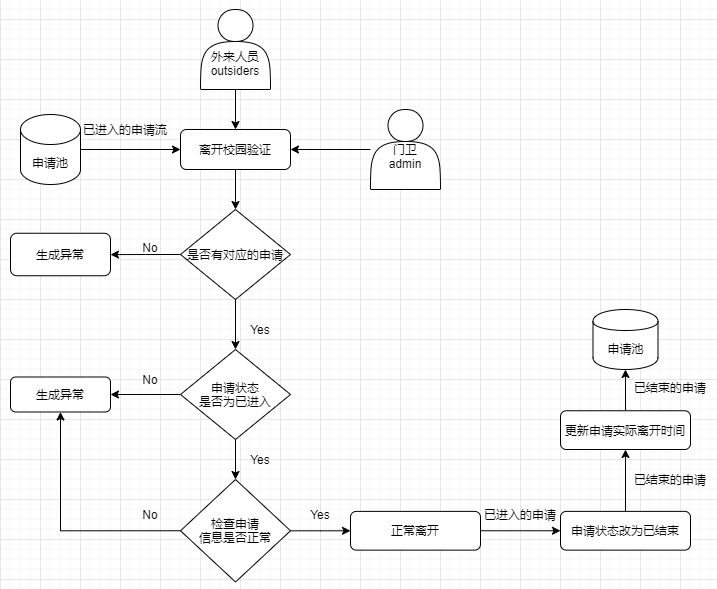 外来人员
outsiders
已进入的申请流
申请池
离开校园验证
门卫
admin
生成异常
No
是否有对应的申请
Yes
申请池
生成异常
No
申请状态
是否为已进入
已结束的申请
更新申请实际离开时间
Yes
已结束的申请
No
检查申请
信息是否正常
Yes
正常离开
已进入的申请
申请状态改为已结束